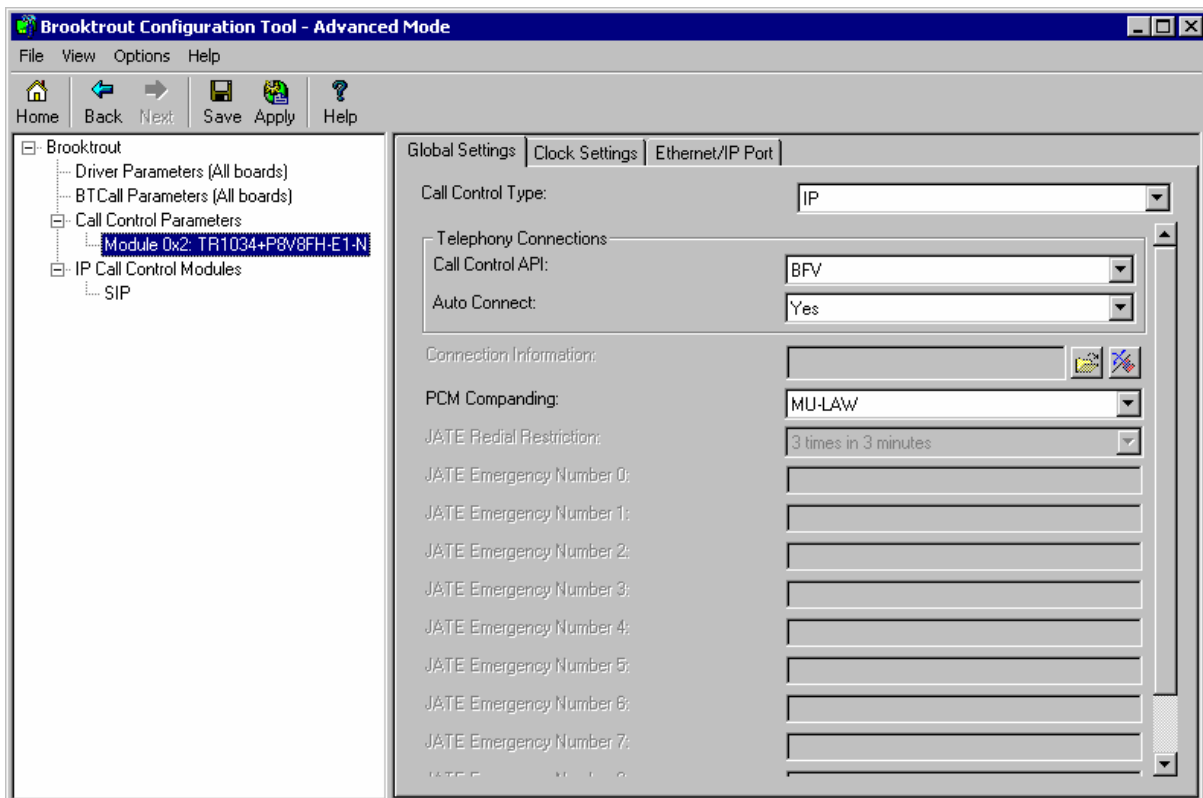 Brooktrout Configuration Tool - Advanced Mode
File View Options Help
Home Back Next Save Apply Help
Brooktrout
Driver Parameters (All boards)
BTCall Parameters (All boards)
Call Control Parameters
Module 0x2: TR1034+P8V8FH-E1-N
IP Call Control Modules
SIP
Global Settings Clock Settings Ethernet/IP Port
Call Control Type: IP
Telephony Connections
Call Control API: BFV
Auto Connect: Yes
Connection Information:
PCM Companding: MU-LAW
JATE Redial Restriction: 3 times in 3 minutes
JATE Emergency Number 0:
JATE Emergency Number 1:
JATE Emergency Number 2:
JATE Emergency Number 3:
JATE Emergency Number 4:
JATE Emergency Number 5:
JATE Emergency Number 6:
JATE Emergency Number 7: